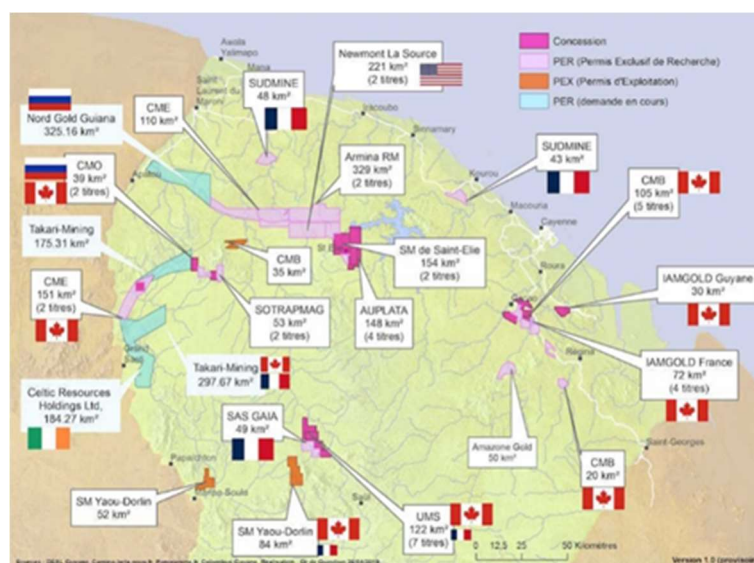 Awala
Yalimapo
Mana
Saint
Laurent du
Maroni
Newmont La Source
221 km²
(2 titres)
Concession
PER (Permis Exclusif de Recherche)
PEX (Permis d'Exploitation)
PER (demande en cours)
SUDMINE
48 km²
CME
110 km²
Nord Gold Guiana
325.16 km²
Iracoubo
Sinnamary
Armina RM
329 km²
(2 titres)
SUDMINE
43 km²
CMB
105 km²
(5 titres)
CMO
39 km²
(2 titres)
Apatou
Kourou
Macouria
Cayenne
Takari-Mining
175.31 km²
CMB
35 km²
SM de Saint-Elie
154 km²
(2 titres)
Roura
IAMGOLD Guyane
30 km²
CME
151 km²
(2 titres)
SOTRAPMAG
53 km²
(2 titres)
AUPLATA
148 km²
(4 titres)
IAMGOLD France
72 km²
(4 titres)
Takari-Mining
297.67 km²
Régina
Celtic Resources
Holdings Ltd,
184.27 km²
SAS GAIA
49 km²
Amazone Gold
50 km²
Saint-Georges
Papaichton
CMB
20 km²
SM Yaou-Dorlin
52 km²
Saül
SM Yaou-Dorlin
84 km²
UMS
122 km²
(7 titres)
0 12,5 25 50 Kilomètres